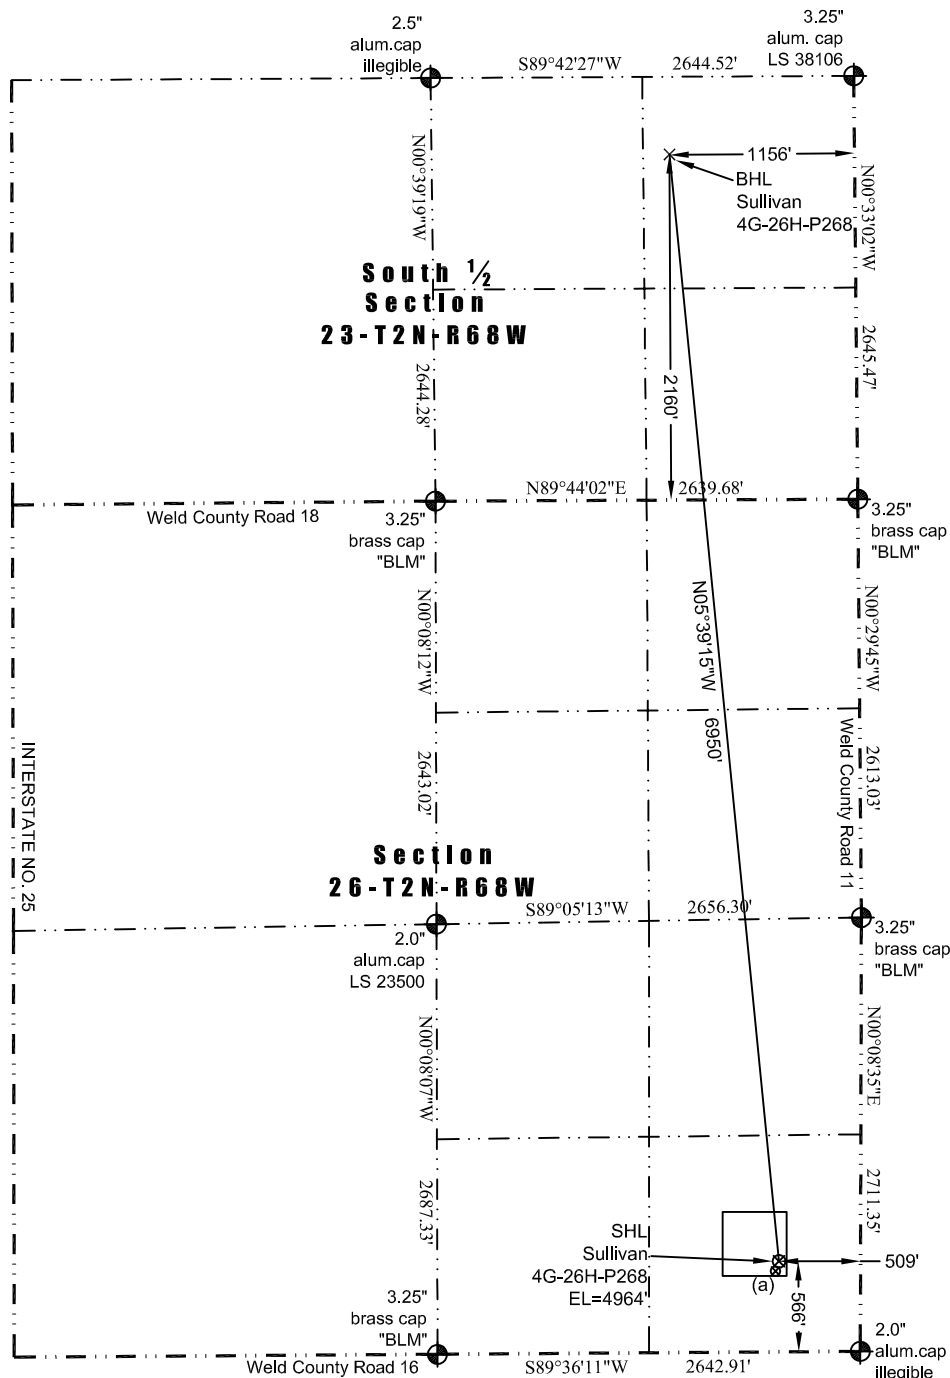 2.5"
alum.cap
illegible
3.25"
alum. cap
LS 38106
S89°42'27"W 2644.52'
N00°39'19"W
2644.28'
1156'
BHL
Sullivan
4G-26H-P268
N00°33'02"W
2645.47'
South ½
Section
23-T2N-R68W
2160'
N89°44'02"E 2639.68'
Weld County Road 18
3.25"
brass cap
"BLM"
3.25"
brass cap
"BLM"
N00°08'12"W
2643.02'
N05°39'15"W 6950'
N00°29'45"W
2613.03'
Weld County Road 11
INTERSTATE NO. 25
Section
26-T2N-R68W
S89°05'13"W 2656.30'
2.0"
alum.cap
LS 23500
3.25"
brass cap
"BLM"
N00°08'07"W
2687.33'
N00°08'35"E
2711.35'
SHL
Sullivan
4G-26H-P268
EL=4964'
(a)
509'
566'
3.25"
brass cap
"BLM"
2.0"
alum.cap
illegible
Weld County Road 16
S89°36'11"W 2642.91'